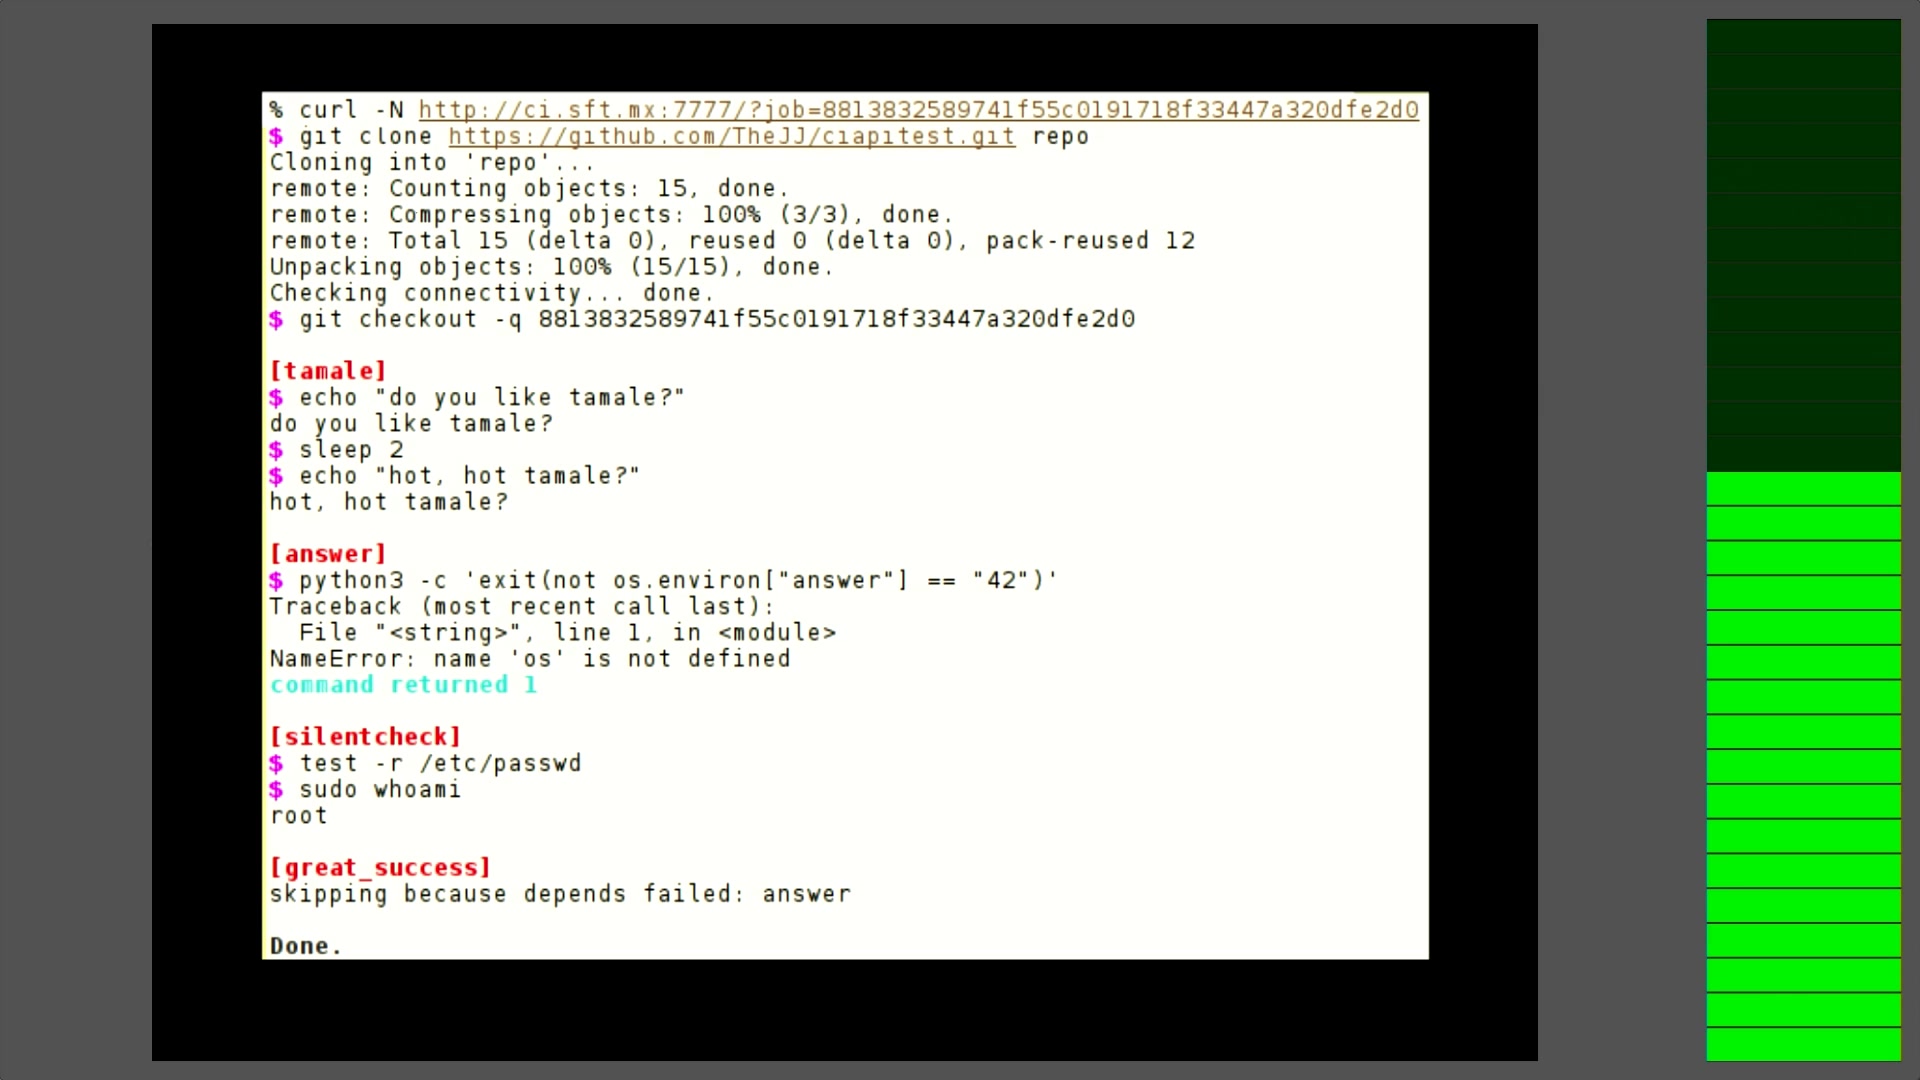 % curl -N http://ci.sft.mx:7777/?job=8813832589741f55c0191718f33447a320dfe2d0
$ git clone https://github.com/TheJJ/ciapitest.git repo
Cloning into 'repo'...
remote: Counting objects: 15, done.
remote: Compressing objects: 100% (3/3), done.
remote: Total 15 (delta 0), reused 0 (delta 0), pack-reused 12
Unpacking objects: 100% (15/15), done.
Checking connectivity... done.
$ git checkout -q 8813832589741f55c0191718f33447a320dfe2d0
[tamale]
$ echo "do you like tamale?"
do you like tamale?
$ sleep 2
$ echo "hot, hot tamale?"
hot, hot tamale?
[answer]
$ python3 -c 'exit(not os.environ["answer"] == "42")'
Traceback (most recent call last):
  File "<string>", line 1, in <module>
NameError: name 'os' is not defined
command returned 1
[silentcheck]
$ test -r /etc/passwd
$ sudo whoami
root
[great_success]
skipping because depends failed: answer
Done.